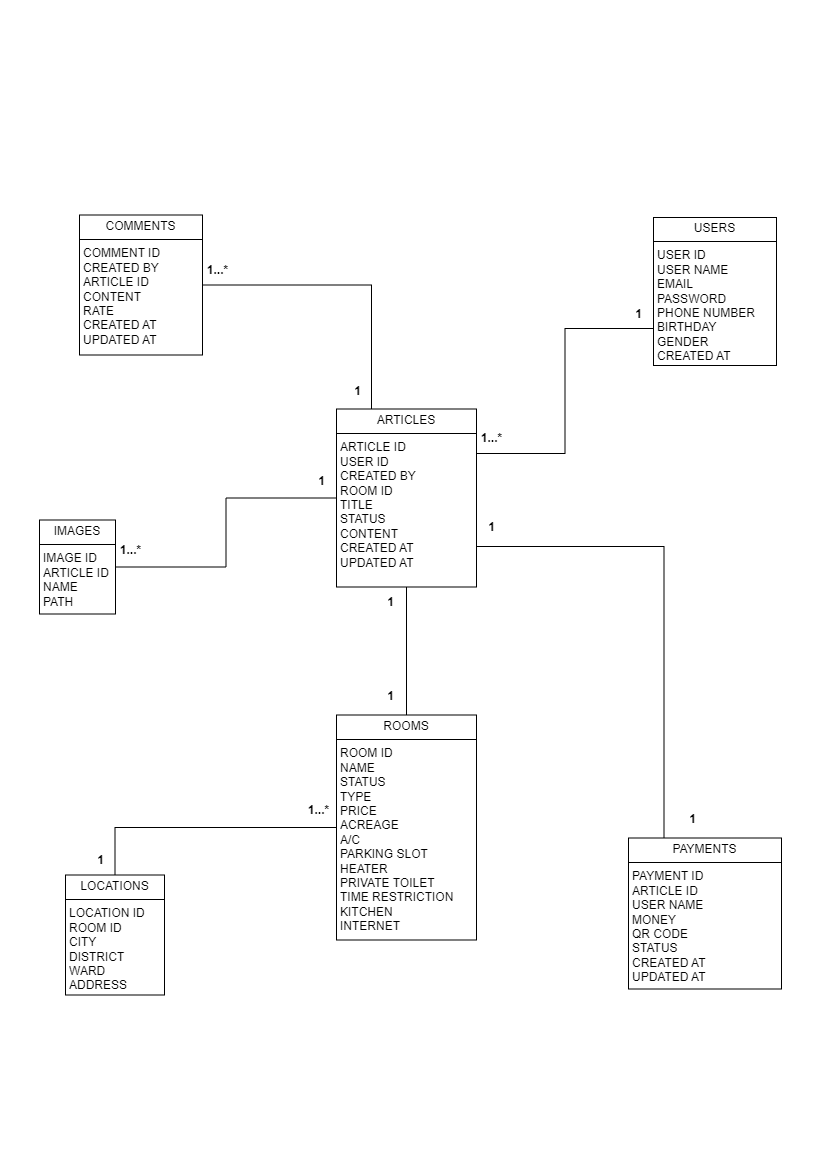 COMMENTS
COMMENT ID
CREATED BY
ARTICLE ID
CONTENT
RATE
CREATED AT
UPDATED AT
1...*
1
USERS
USER ID
USER NAME
EMAIL
PASSWORD
PHONE NUMBER
BIRTHDAY
GENDER
CREATED AT
1
1...*
ARTICLES
ARTICLE ID
USER ID
CREATED BY
ROOM ID
TITLE
STATUS
CONTENT
CREATED AT
UPDATED AT
1
1
IMAGES
IMAGE ID
ARTICLE ID
NAME
PATH
1...*
1
1
ROOMS
ROOM ID
NAME
STATUS
TYPE
PRICE
ACREAGE
A/C
PARKING SLOT
HEATER
PRIVATE TOILET
TIME RESTRICTION
KITCHEN
INTERNET
1...*
1
LOCATIONS
LOCATION ID
ROOM ID
CITY
DISTRICT
WARD
ADDRESS
1
PAYMENTS
PAYMENT ID
ARTICLE ID
USER NAME
MONEY
QR CODE
STATUS
CREATED AT
UPDATED AT